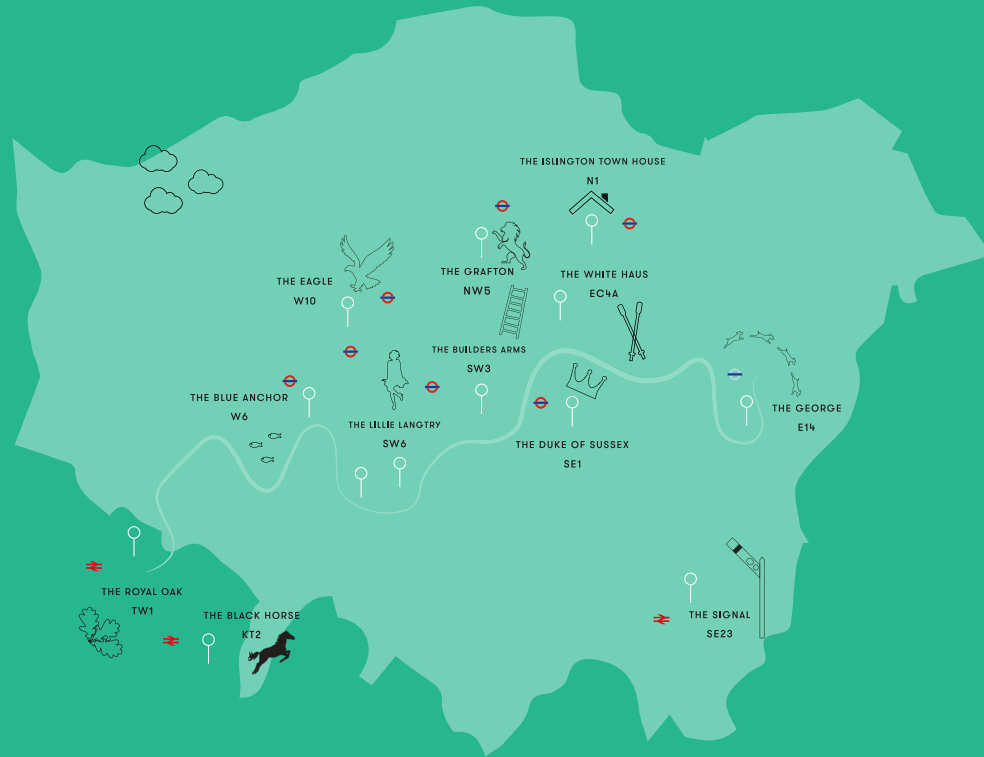 THE ISLINGTON TOWN HOUSE
N1
THE GRAFTON
NW5
THE WHITE HAUS
EC4A
THE EAGLE
W10
THE BUILDERS ARMS
SW3
THE BLUE ANCHOR
W6
THE LILLIE LANGTRY
SW6
THE GEORGE
E14
THE DUKE OF SUSSEX
SE1
THE ROYAL OAK
TW1
THE BLACK HORSE
KT2
THE SIGNAL
SE23